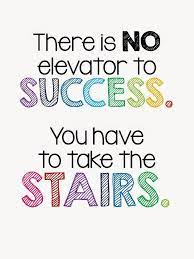 There is NO
elevator to
SUCCESS.
You have
to take the
STAIRS.